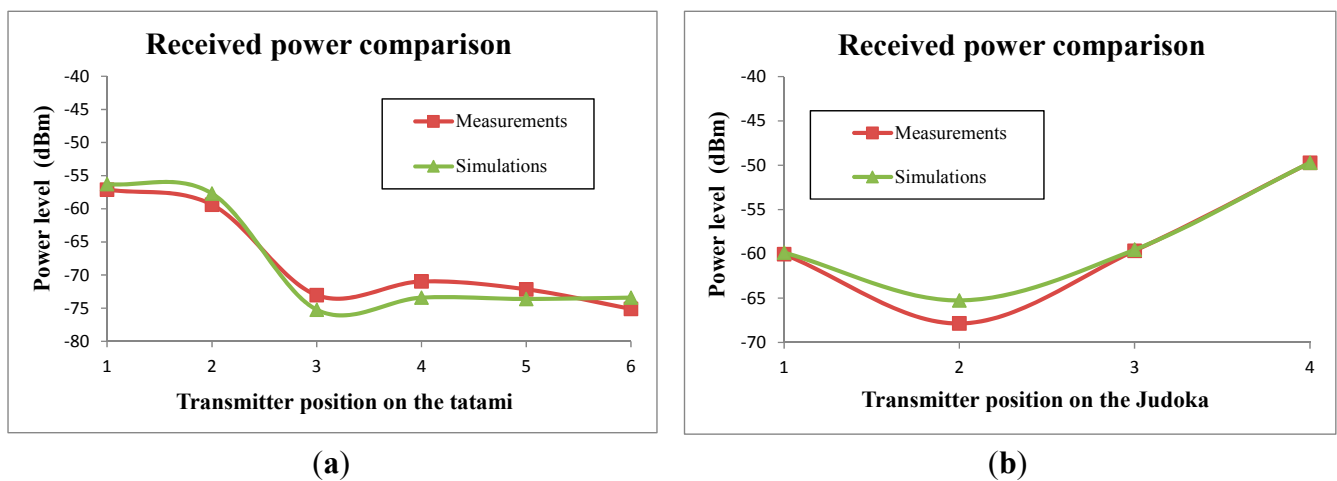 Received power comparison
-40
-45
-50
-55
-60
-65
-70
-75
-80
Power level (dBm)
Measurements
Simulations
1 2 3 4 5 6
Transmitter position on the tatami
(a)
Received power comparison
-40
-45
-50
-55
-60
-65
-70
Power level (dBm)
Measurements
Simulations
1 2 3 4
Transmitter position on the Judoka
(b)